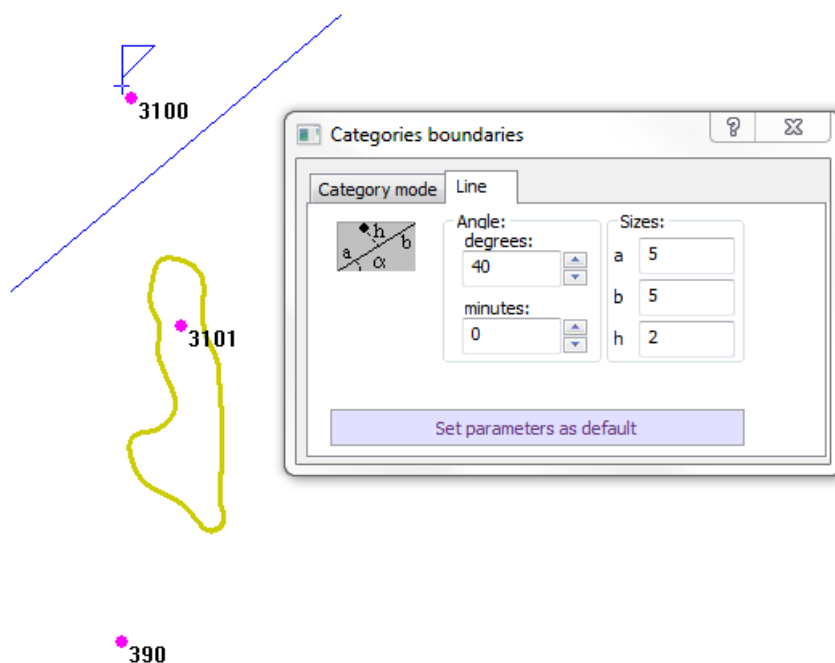 3100
Categories boundaries
Category mode Line
Angle: Sizes:
degrees:
h
a b
α
40
a 5
b 5
minutes:
0
h 2
3101
Set parameters as default
390